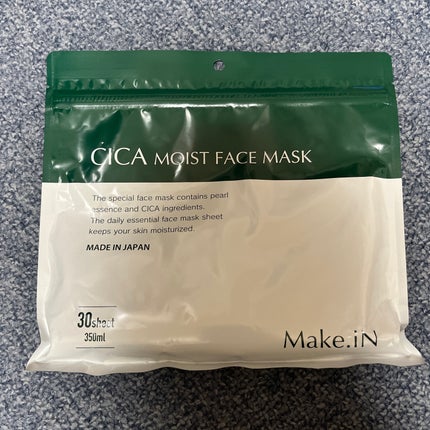 CICA MOIST FACE MASK
The special face mask contains pearl
essence and CICA ingredients.
The daily essential face mask sheet
keeps your skin moisturized.
MADE IN JAPAN
30sheet
350ml
Make.iN